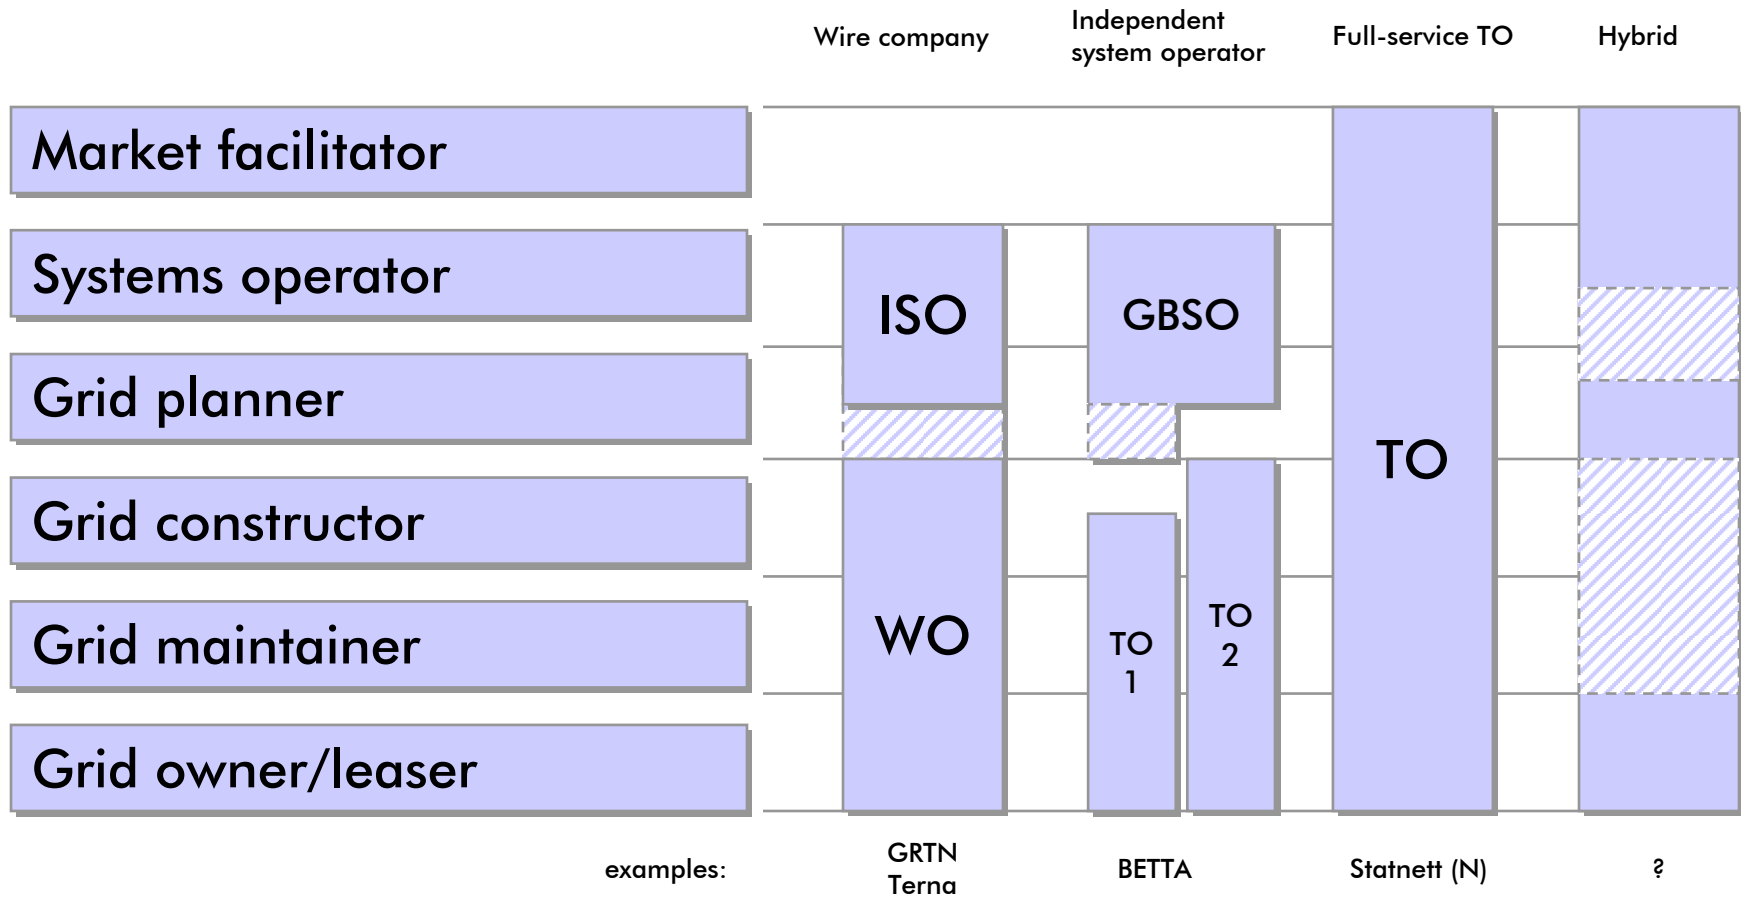 Wire company
Independent
system operator
Full-service TO
Hybrid
Market facilitator
Systems operator
ISO
GBSO
Grid planner
TO
Grid constructor
Grid maintainer
WO
TO
1
TO
2
Grid owner/leaser
examples:
GRTN
Terna
BETTA
Statnett (N)
?